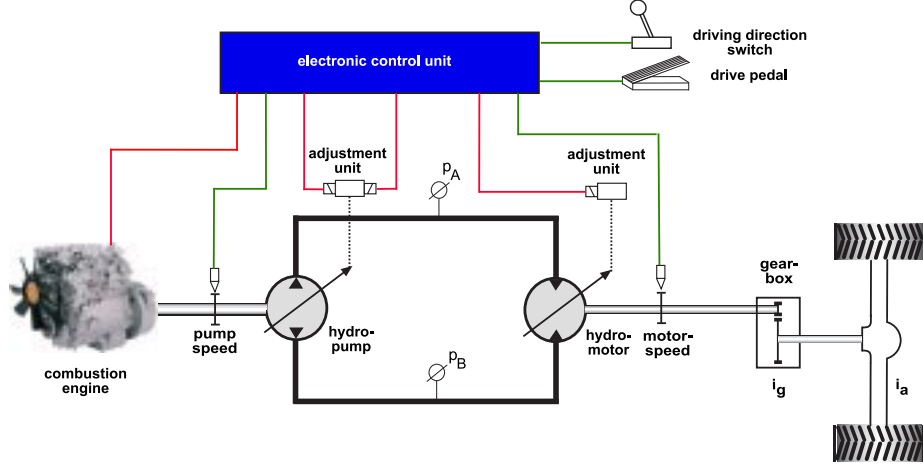 driving direction
switch
electronic control unit
drive pedal
adjustment
unit
adjustment
unit
pA
gear-
box
pump
speed
hydro-
pump
hydro-
motor
motor-
speed
pB
combustion
engine
ig
ia